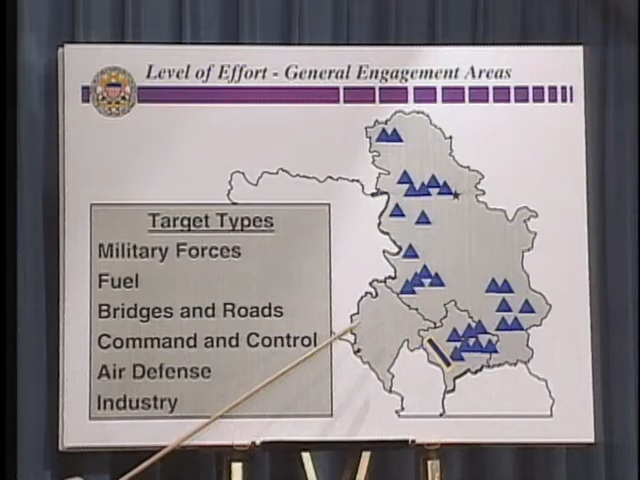 Level of Effort - General Engagement Areas
Target Types
Military Forces
Fuel
Bridges and Roads
Command and Control
Air Defense
Industry